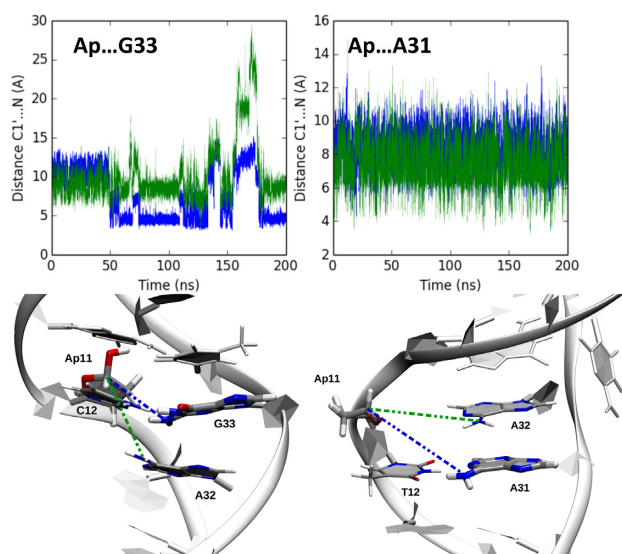 Ap...G33
Distance C1'...N (A)
30
25
20
15
10
5
0
0 50 100 150 200
Time (ns)
Ap...A31
Distance C1'...N (A)
16
14
12
10
8
6
4
2
0 50 100 150 200
Time (ns)
Ap11
C12
G33
A32
Ap11
A32
T12
A31